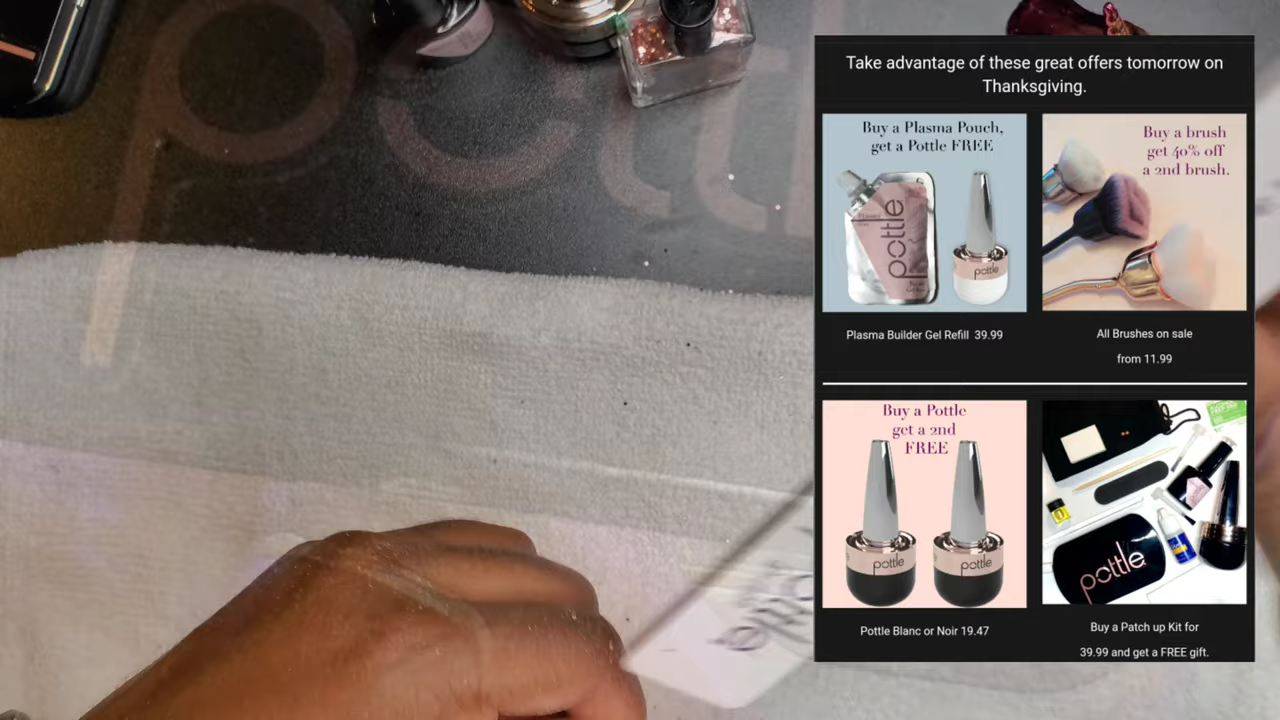 Take advantage of these great offers tomorrow on
Thanksgiving.
Buy a Plasma Pouch,
get a Pottle FREE
pottle
pottle
Plasma Builder Gel Refill 39.99
Buy a brush
get 40% off
a 2nd brush.
All Brushes on sale
from 11.99
Buy a Pottle
get a 2nd
FREE
pottle
pottle
Pottle Blanc or Noir 19.47
pottle
Buy a Patch up Kit for
39.99 and get a FREE gift.